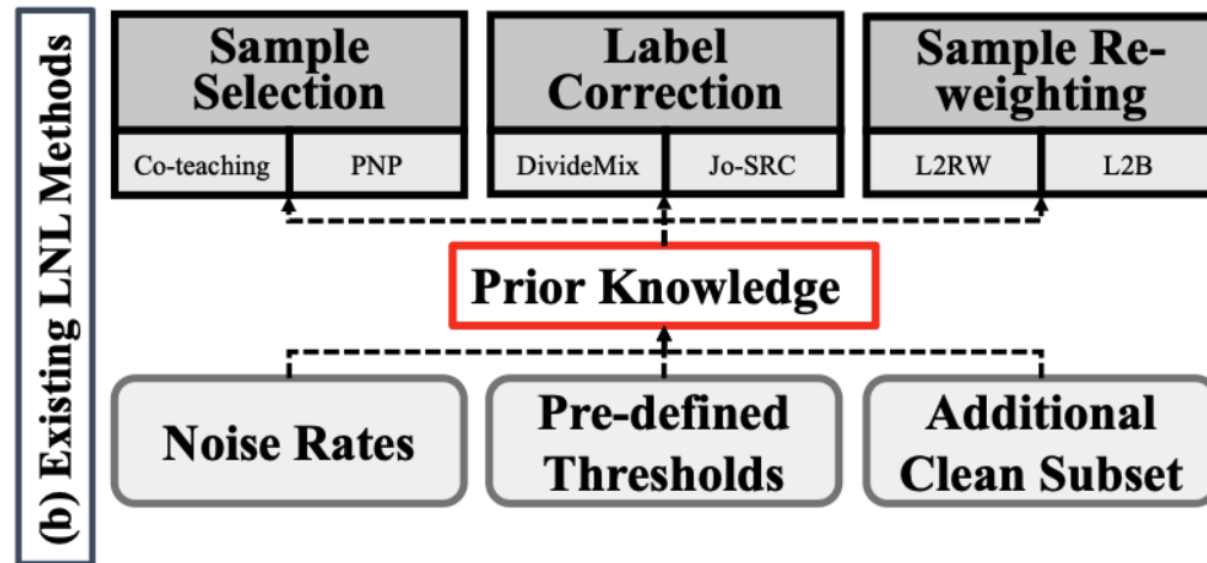 (b) Existing LNL Methods
Sample
Selection
Co-teaching
PNP
Label
Correction
DivideMix
Jo-SRC
Sample Re-
weighting
L2RW
L2B
Prior Knowledge
Noise Rates
Pre-defined
Thresholds
Additional
Clean Subset